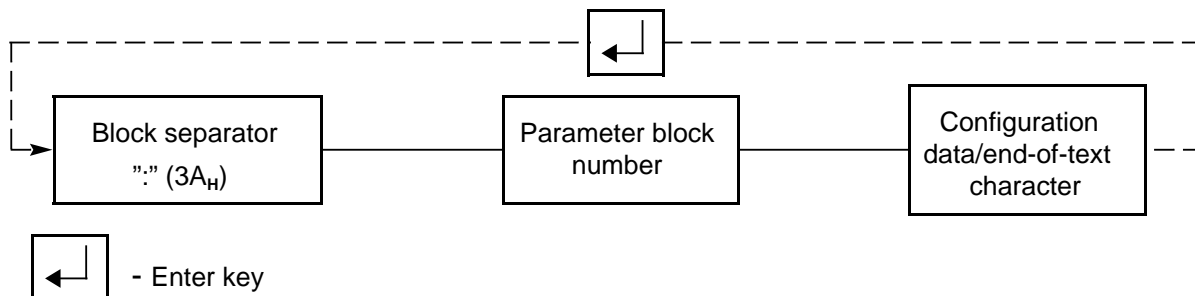 Block separator
”:” (3AH)
Parameter block
number
Configuration
data/end-of-text
character
- Enter key